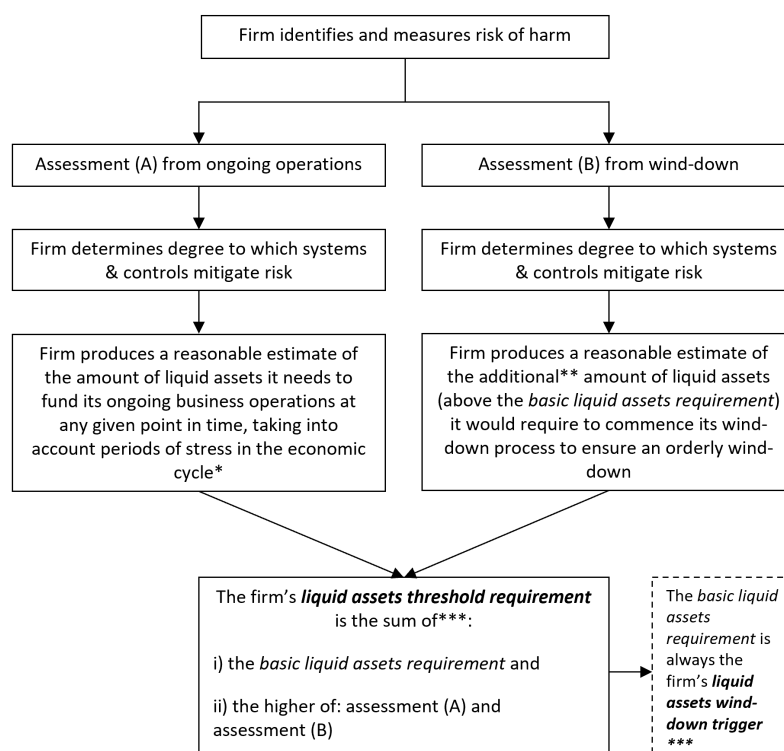 Firm identifies and measures risk of harm
Assessment (A) from ongoing operations
Assessment (B) from wind-down
Firm determines degree to which systems
& controls mitigate risk
Firm determines degree to which systems
& controls mitigate risk
Firm produces a reasonable estimate of
the amount of liquid assets it needs to
fund its ongoing business operations at
any given point in time, taking into
account periods of stress in the economic
cycle*
Firm produces a reasonable estimate of
the additional** amount of liquid assets
(above the basic liquid assets requirement)
it would require to commence its wind-
down process to ensure an orderly wind-
down
The firm’s liquid assets threshold requirement
is the sum of***:
i) the basic liquid assets requirement and
ii) the higher of: assessment (A) and
assessment (B)
The basic liquid
assets
requirement is
always the
firm’s liquid
assets wind-
down trigger
***